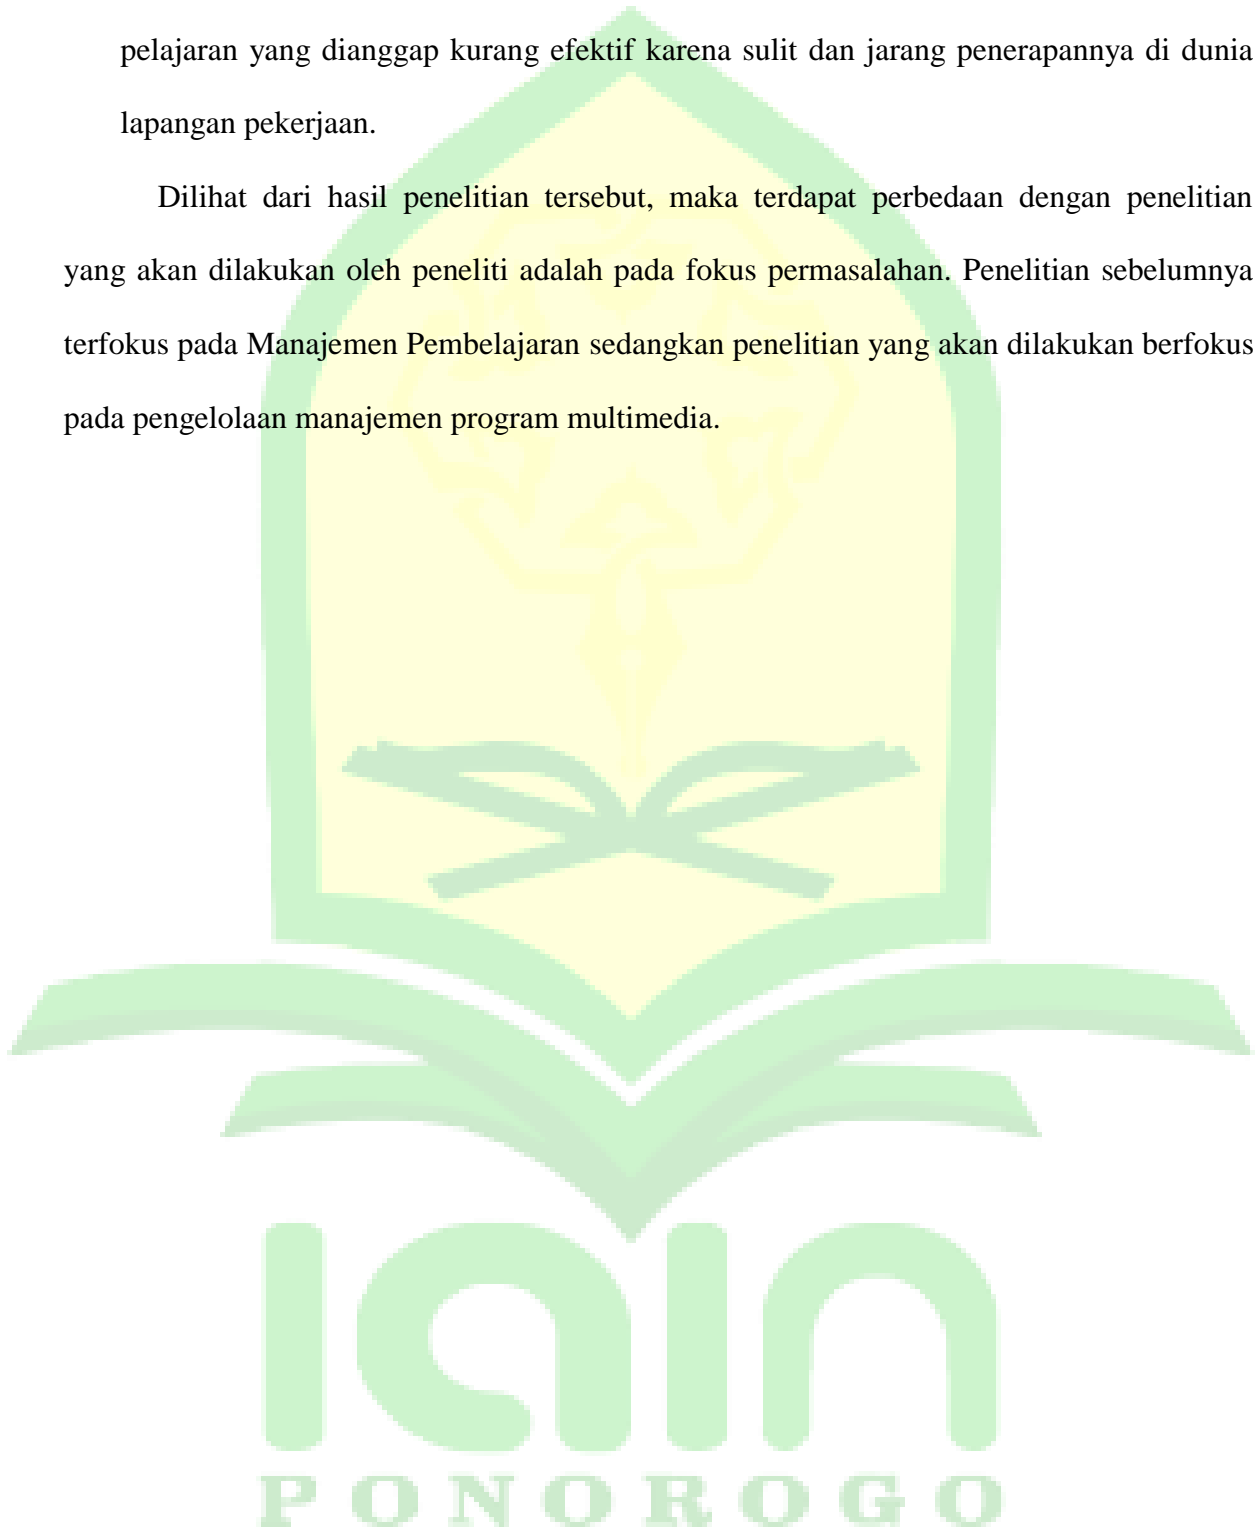 pelajaran yang dianggap kurang efektif karena sulit dan jarang penerapannya di dunia
lapangan pekerjaan.
Dilihat dari hasil penelitian tersebut, maka terdapat perbedaan dengan penelitian
yang akan dilakukan oleh peneliti adalah pada fokus permasalahan. Penelitian sebelumnya
terfokus pada Manajemen Pembelajaran sedangkan penelitian yang akan dilakukan berfokus
pada pengelolaan manajemen program multimedia.
iain
PONOROGO